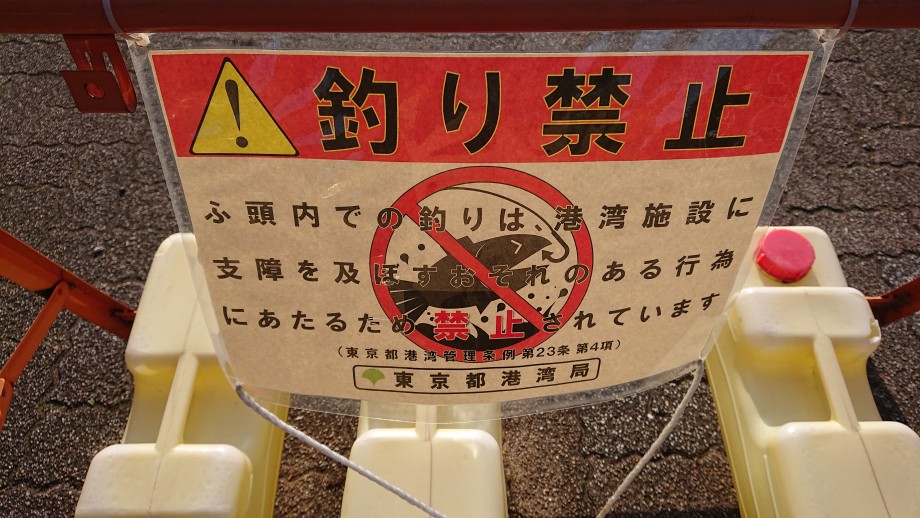 釣り禁止
ふ頭内での釣りは、港湾施設に
支障を及ぼすおそれのある行為
にあたるため禁止されています
（東京都港湾管理条例第23条 第4項）
東京都港湾局